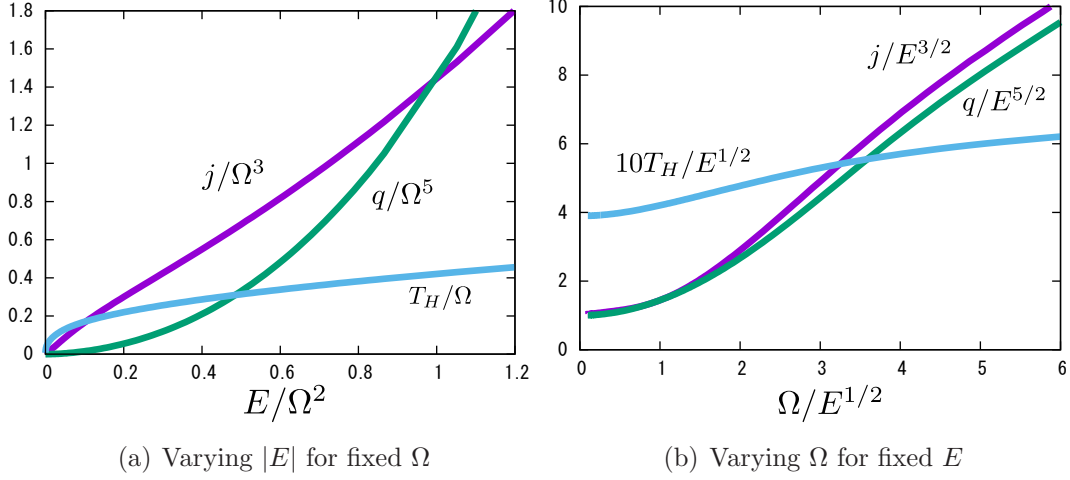 1.8
1.6
1.4
1.2
1
0.8
0.6
0.4
0.2
0
j/Ω³
q/Ω⁵
T_H/Ω
0 0.2 0.4 0.6 0.8 1 1.2
E/Ω²
(a) Varying |E| for fixed Ω
10
8
6
4
2
0
j/E^{3/2}
q/E^{5/2}
10T_H/E^{1/2}
0 1 2 3 4 5 6
Ω/E^{1/2}
(b) Varying Ω for fixed E